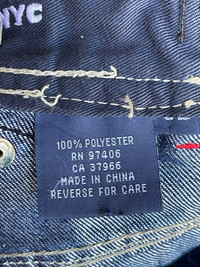 NYC
100% POLYESTER
RN 97406
CA 37966
MADE IN CHINA
REVERSE FOR CARE